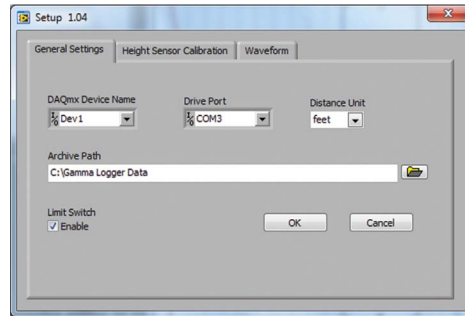 Setup 1.04
General Settings Height Sensor Calibration Waveform
DAQmx Device Name Drive Port Distance Unit
Dev1 COM3 feet
Archive Path
C:\Gamma Logger Data
Limit Switch
Enable OK Cancel